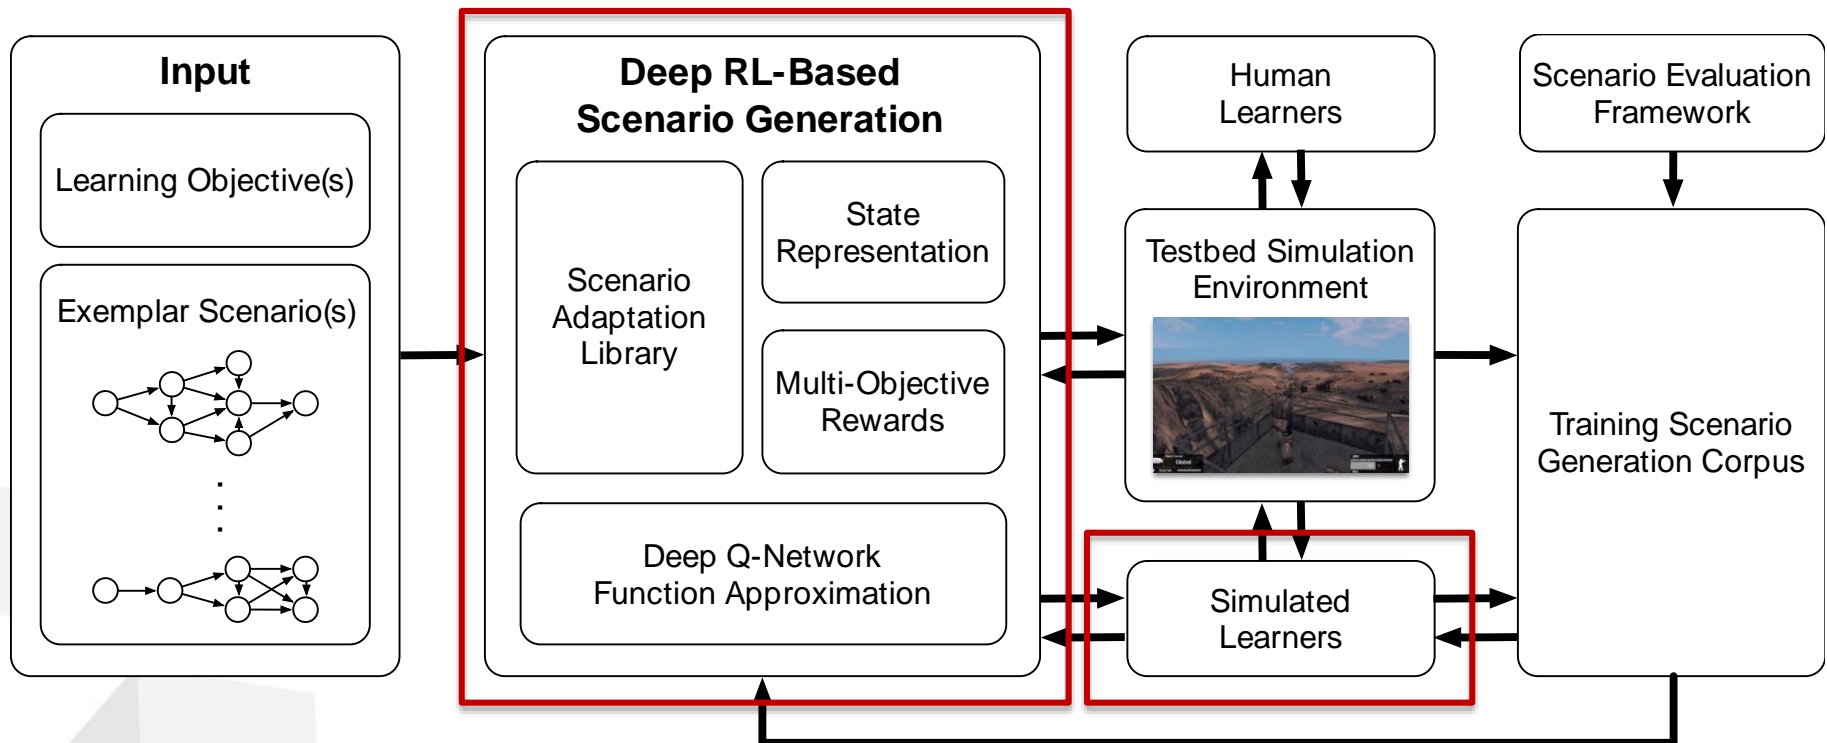 Input
Learning Objective(s)
Exemplar Scenario(s)
Deep RL-Based
Scenario Generation
Scenario
Adaptation
Library
State
Representation
Multi-Objective
Rewards
Deep Q-Network
Function Approximation
Human
Learners
Testbed Simulation
Environment
Global
Simulated
Learners
Scenario Evaluation
Framework
Training Scenario
Generation Corpus